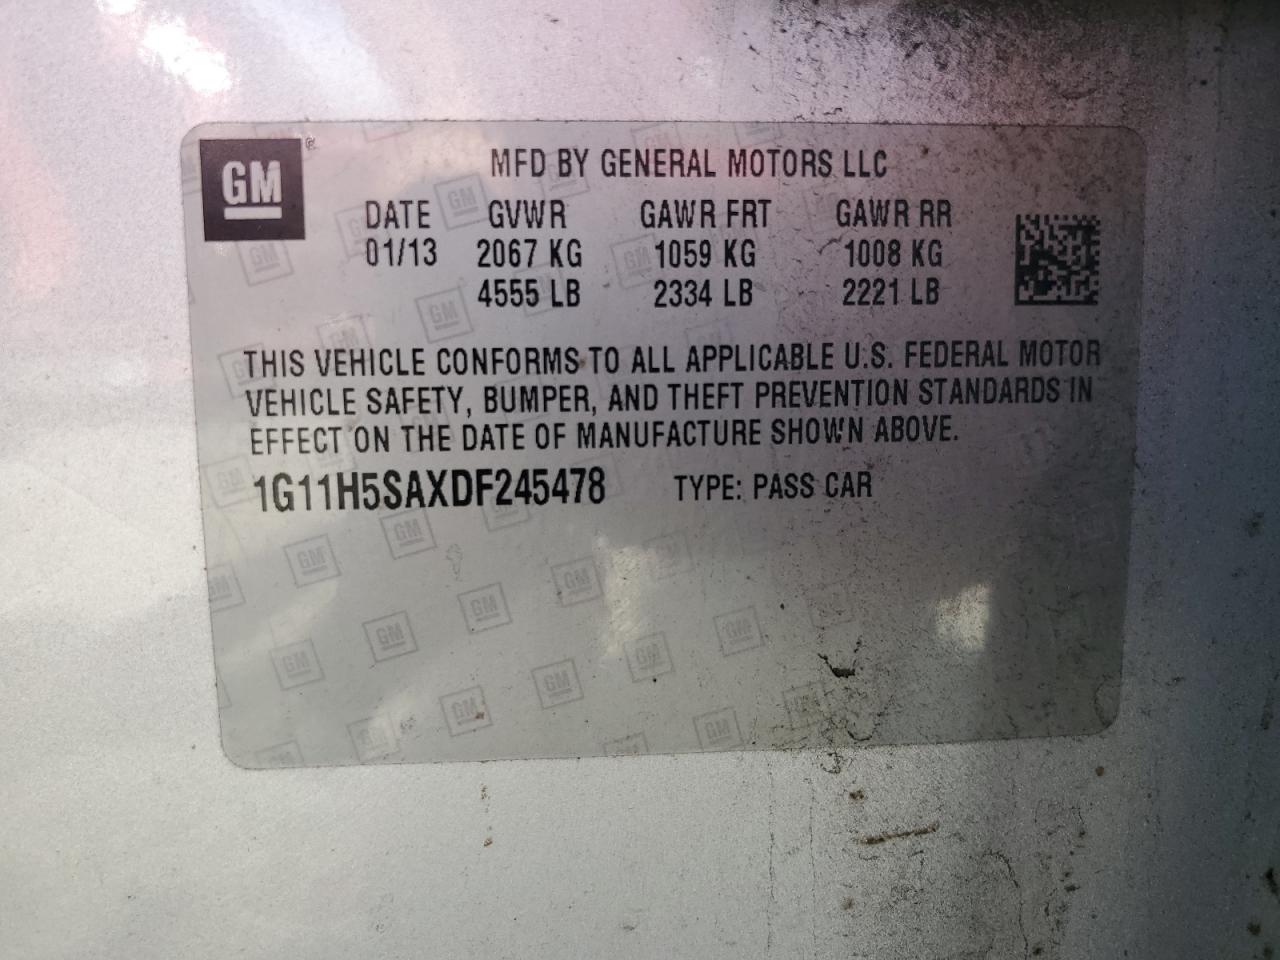 GM ®
MFD BY GENERAL MOTORS LLC
DATE GVWR GAWR FRT GAWR RR
01/13 2067 KG 1059 KG 1008 KG
4555 LB 2334 LB 2221 LB
THIS VEHICLE CONFORMS TO ALL APPLICABLE U.S. FEDERAL MOTOR
VEHICLE SAFETY, BUMPER, AND THEFT PREVENTION STANDARDS IN
EFFECT ON THE DATE OF MANUFACTURE SHOWN ABOVE.
1G11H5SAXDF245478 TYPE: PASS CAR